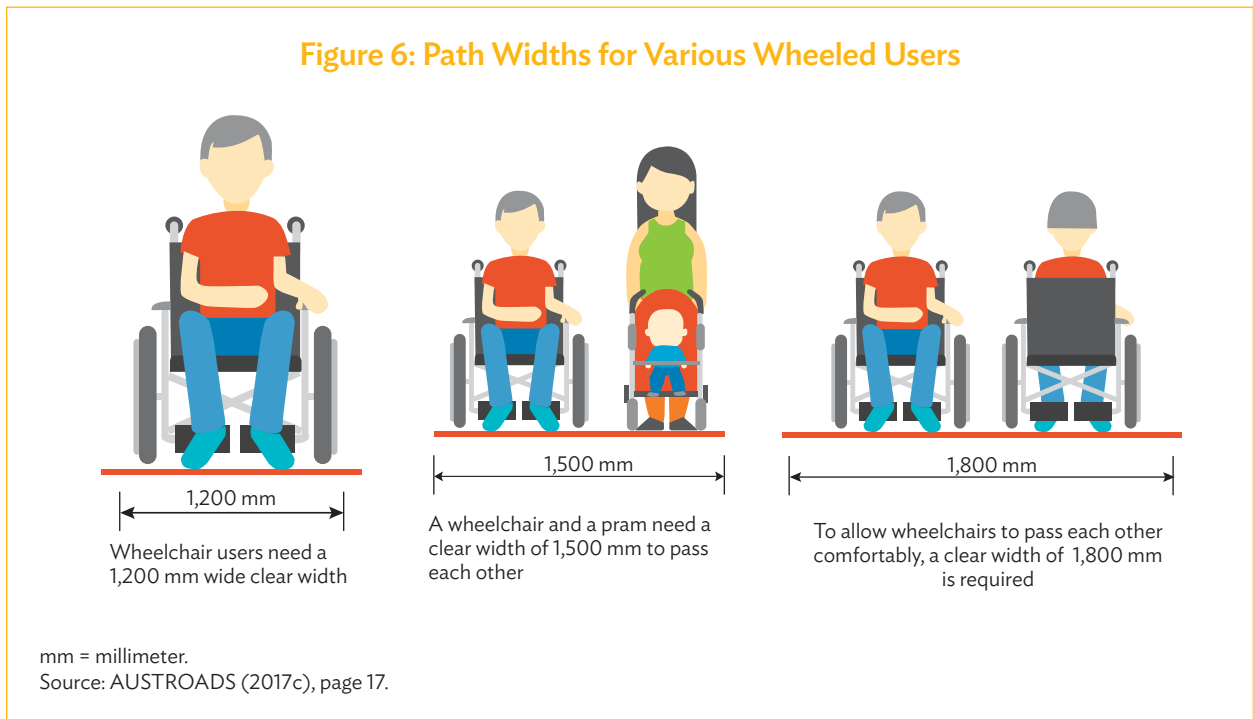 Figure 6: Path Widths for Various Wheeled Users
1,200 mm
Wheelchair users need a
1,200 mm wide clear width
1,500 mm
A wheelchair and a pram need a
clear width of 1,500 mm to pass
each other
1,800 mm
To allow wheelchairs to pass each other
comfortably, a clear width of 1,800 mm
is required
mm = millimeter.
Source: AUSTROADS (2017c), page 17.